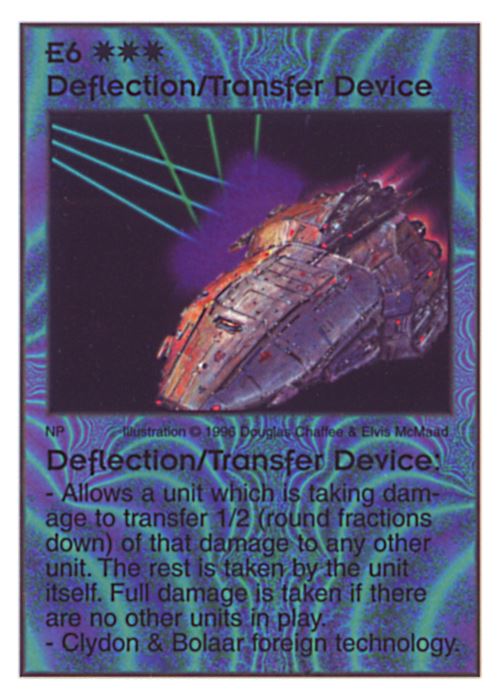 E6 ✷✷✷
Deflection/Transfer Device
NP Illustration © 1996 Douglas Chaffee & Elvis McMaad
Deflection/Transfer Device:
- Allows a unit which is taking dam-
age to transfer 1/2 (round fractions
down) of that damage to any other
unit. The rest is taken by the unit
itself. Full damage is taken if there
are no other units in play.
- Clydon & Bolaar foreign technology.